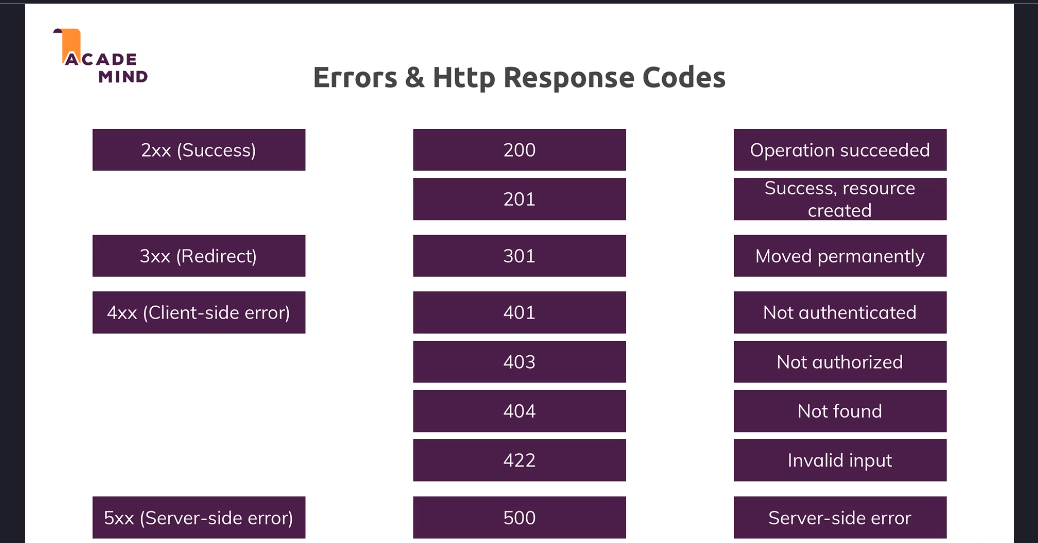 ACADE
MIND
Errors & Http Response Codes
2xx (Success)
200
Operation succeeded
201
Success, resource
created
3xx (Redirect)
301
Moved permanently
4xx (Client-side error)
401
Not authenticated
403
Not authorized
404
Not found
422
Invalid input
5xx (Server-side error)
500
Server-side error